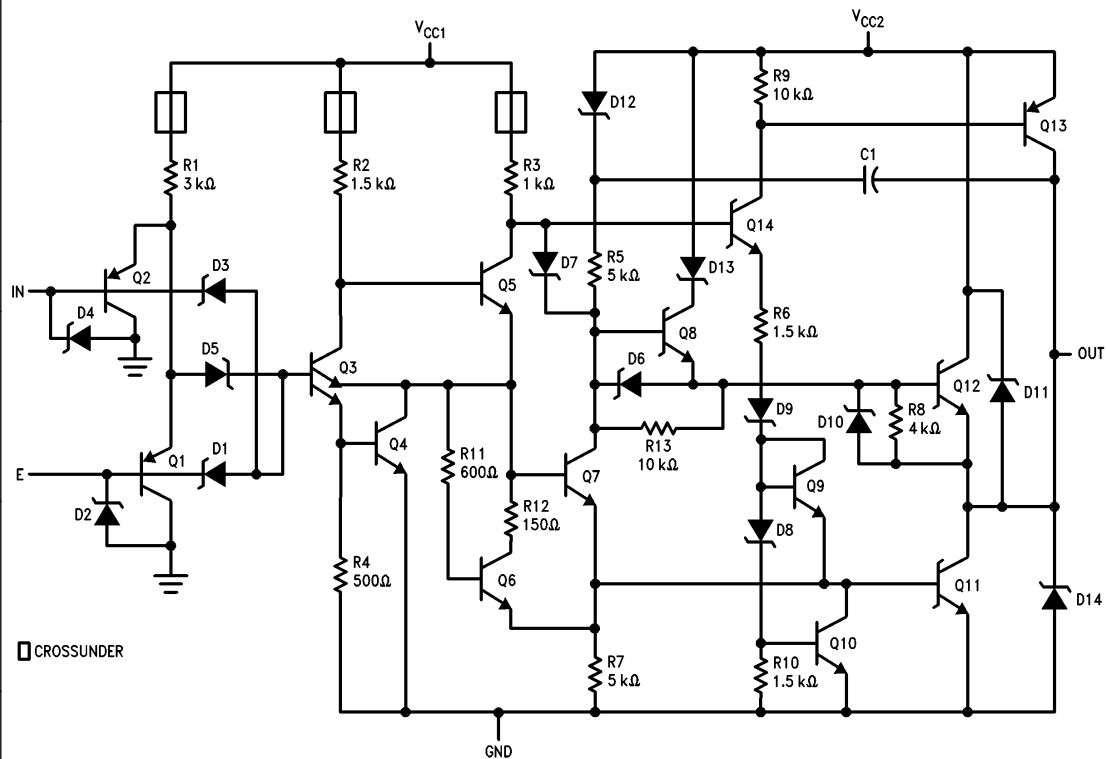 VCC1
VCC2
R9
10 kΩ
D12
Q13
C1
R1
3 kΩ
R2
1.5 kΩ
R3
1 kΩ
Q14
Q2
D3
D7
R5
5 kΩ
D13
IN
Q5
D4
Q8
R6
1.5 kΩ
D5
Q3
D6
OUT
Q12
D11
D9
D10
R8
4 kΩ
Q4
R13
10 kΩ
E
Q1
D1
R11
600Ω
Q7
Q9
D2
R12
150Ω
D8
R4
500Ω
Q6
Q11
D14
CROSSUNDER
R7
5 kΩ
R10
1.5 kΩ
Q10
GND